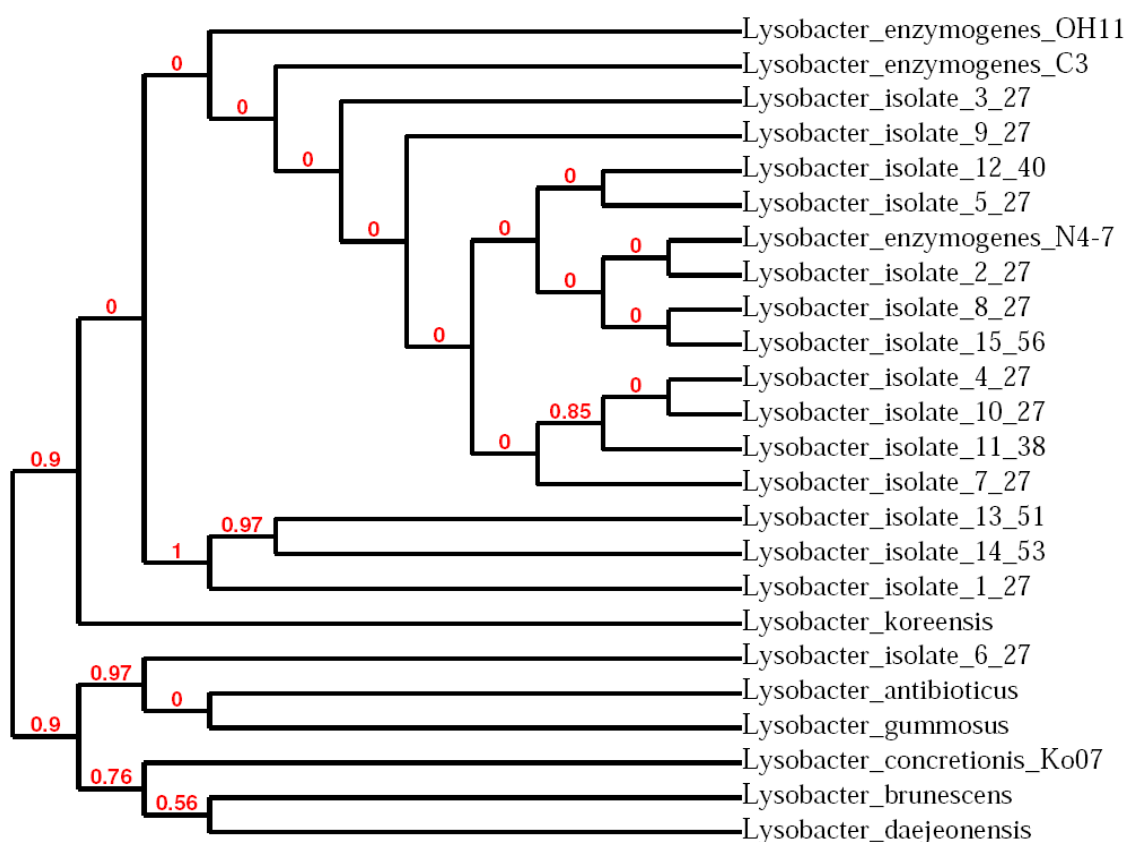 Lysobacter_enzymogenes_OH11
0
Lysobacter_enzymogenes_C3
0
Lysobacter_isolate_3_27
Lysobacter_isolate_9_27
0
Lysobacter_isolate_12_40
0
Lysobacter_isolate_5_27
0
0
Lysobacter_enzymogenes_N4-7
0
Lysobacter_isolate_2_27
0
Lysobacter_isolate_8_27
0
0
0
Lysobacter_isolate_15_56
Lysobacter_isolate_4_27
0
Lysobacter_isolate_10_27
0.85
Lysobacter_isolate_11_38
0
0.9
Lysobacter_isolate_7_27
Lysobacter_isolate_13_51
0.97
Lysobacter_isolate_14_53
1
Lysobacter_isolate_1_27
Lysobacter_koreensis
Lysobacter_isolate_6_27
0.97
Lysobacter_antibioticus
0
Lysobacter_gummosus
0.9
Lysobacter_concretionis_Ko07
0.76
Lysobacter_brunescens
0.56
Lysobacter_daejeonensis